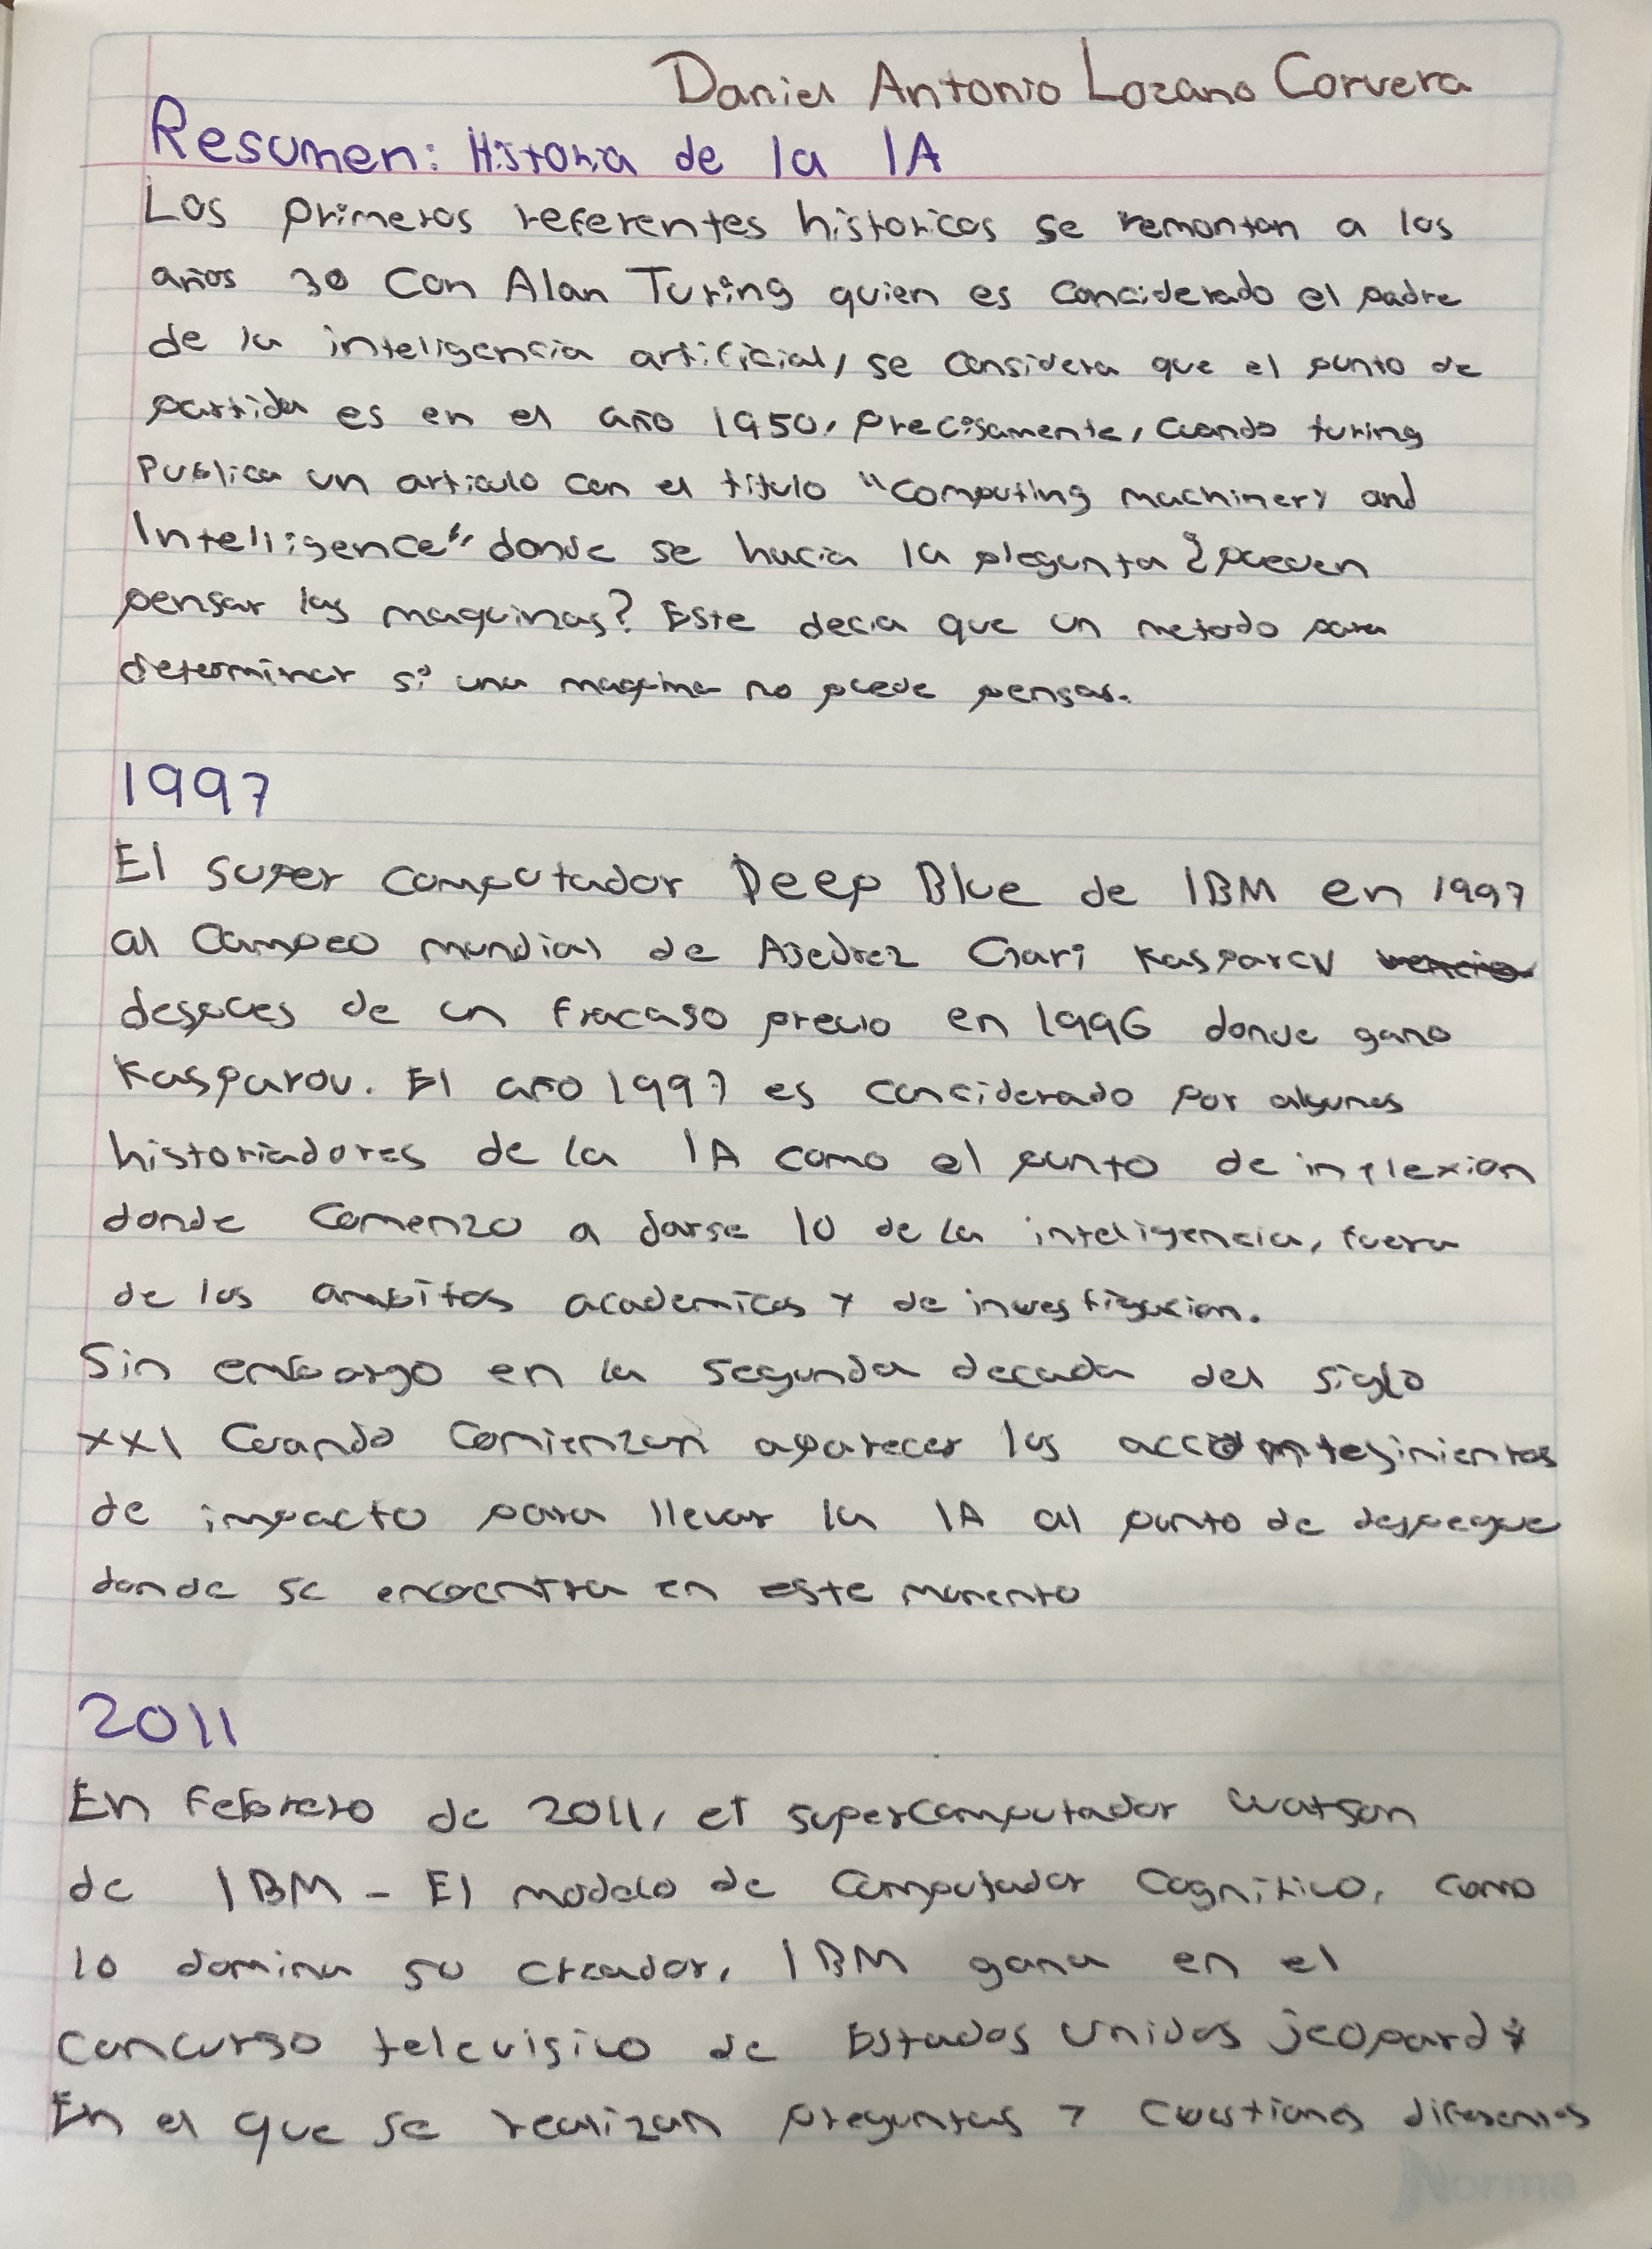 Daniel Antonio Lozano Corvera
Resumen: Historia de la IA
Los primeros referentes historicos se remontan a los
años 30 Con Alan Turing quien es conciderado el padre
de la inteligencia artificial, se considera que el punto de
partida es en el año 1950, precisamente, cuando turing
Publica un articulo con el titulo "Computing machinery and
Intelligence" donde se hacia la plegunta ¿pueden
pensar las maquinas? Este decia que un metodo para
determinar si una maquina no puede pensar.
1997
El super computador Deep Blue de IBM en 1997
al Campeo mundial de Ajedrez Gari Kasparov
despues de un fracaso previo en 1996 donde gano
Kasparov. El año 1997 es conciderado por algunos
historiadores de la IA como el punto de inflexion
donde Comenzo a darse lo de la inteligencia, fuera
de los ambitos academicos y de investigacion.
Sin embargo en la segunda decada del siglo
XXI Cuando Comienzan aparecer los accomtesinientos
de impacto para llevar la IA al punto de despegue
donde se encuentra en este momento
2011
En Febrero de 2011, el supercomputador Watson
de IBM - El modelo de Computador Cognitivo, como
lo domina su creador, IBM gana en el
Concurso televisivo de Estados Unidos jeopardy
En el que se realizan preguntas y cuestiones diferentes
Norma